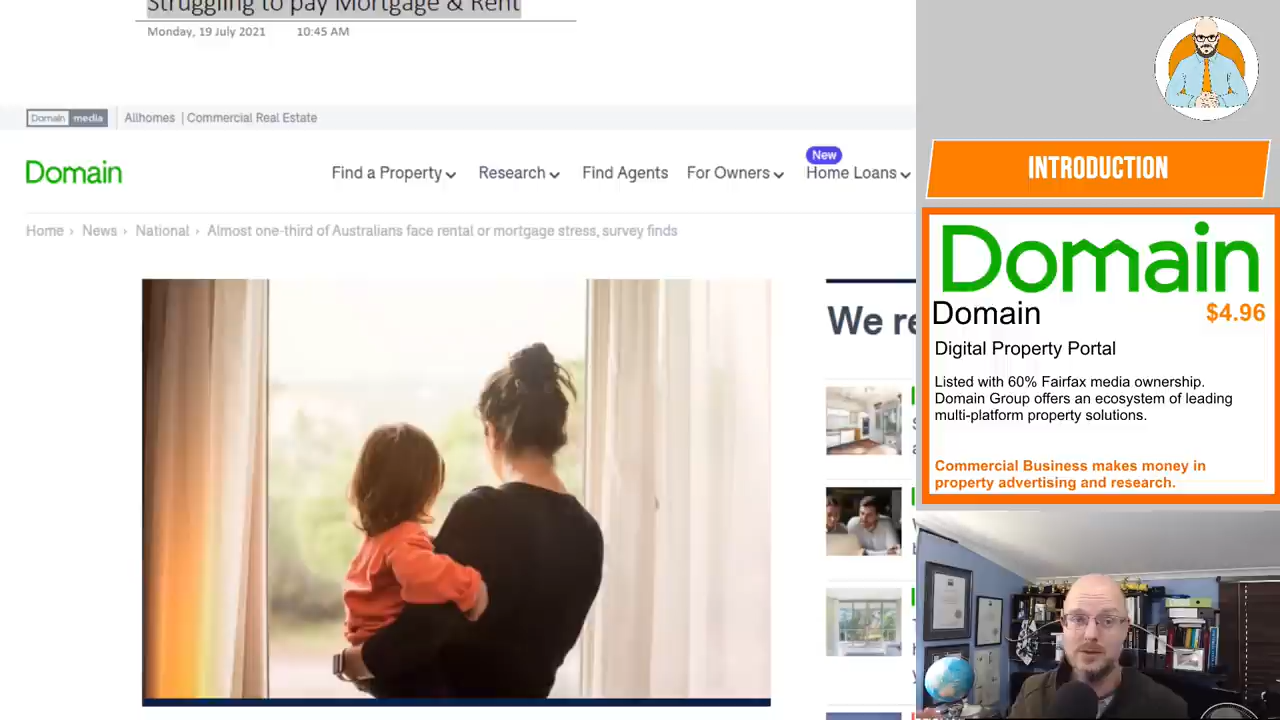 Struggling to pay Mortgage & Rent
Monday, 19 July 2021 10:45 AM
Domain media Allhomes | Commercial Real Estate
Domain
Find a Property Research Find Agents For Owners New Home Loans
Home › News › National › Almost one-third of Australians face rental or mortgage stress, survey finds
We re
INTRODUCTION
Domain
Domain $4.96
Digital Property Portal
Listed with 60% Fairfax media ownership.
Domain Group offers an ecosystem of leading
multi-platform property solutions.
Commercial Business makes money in
property advertising and research.